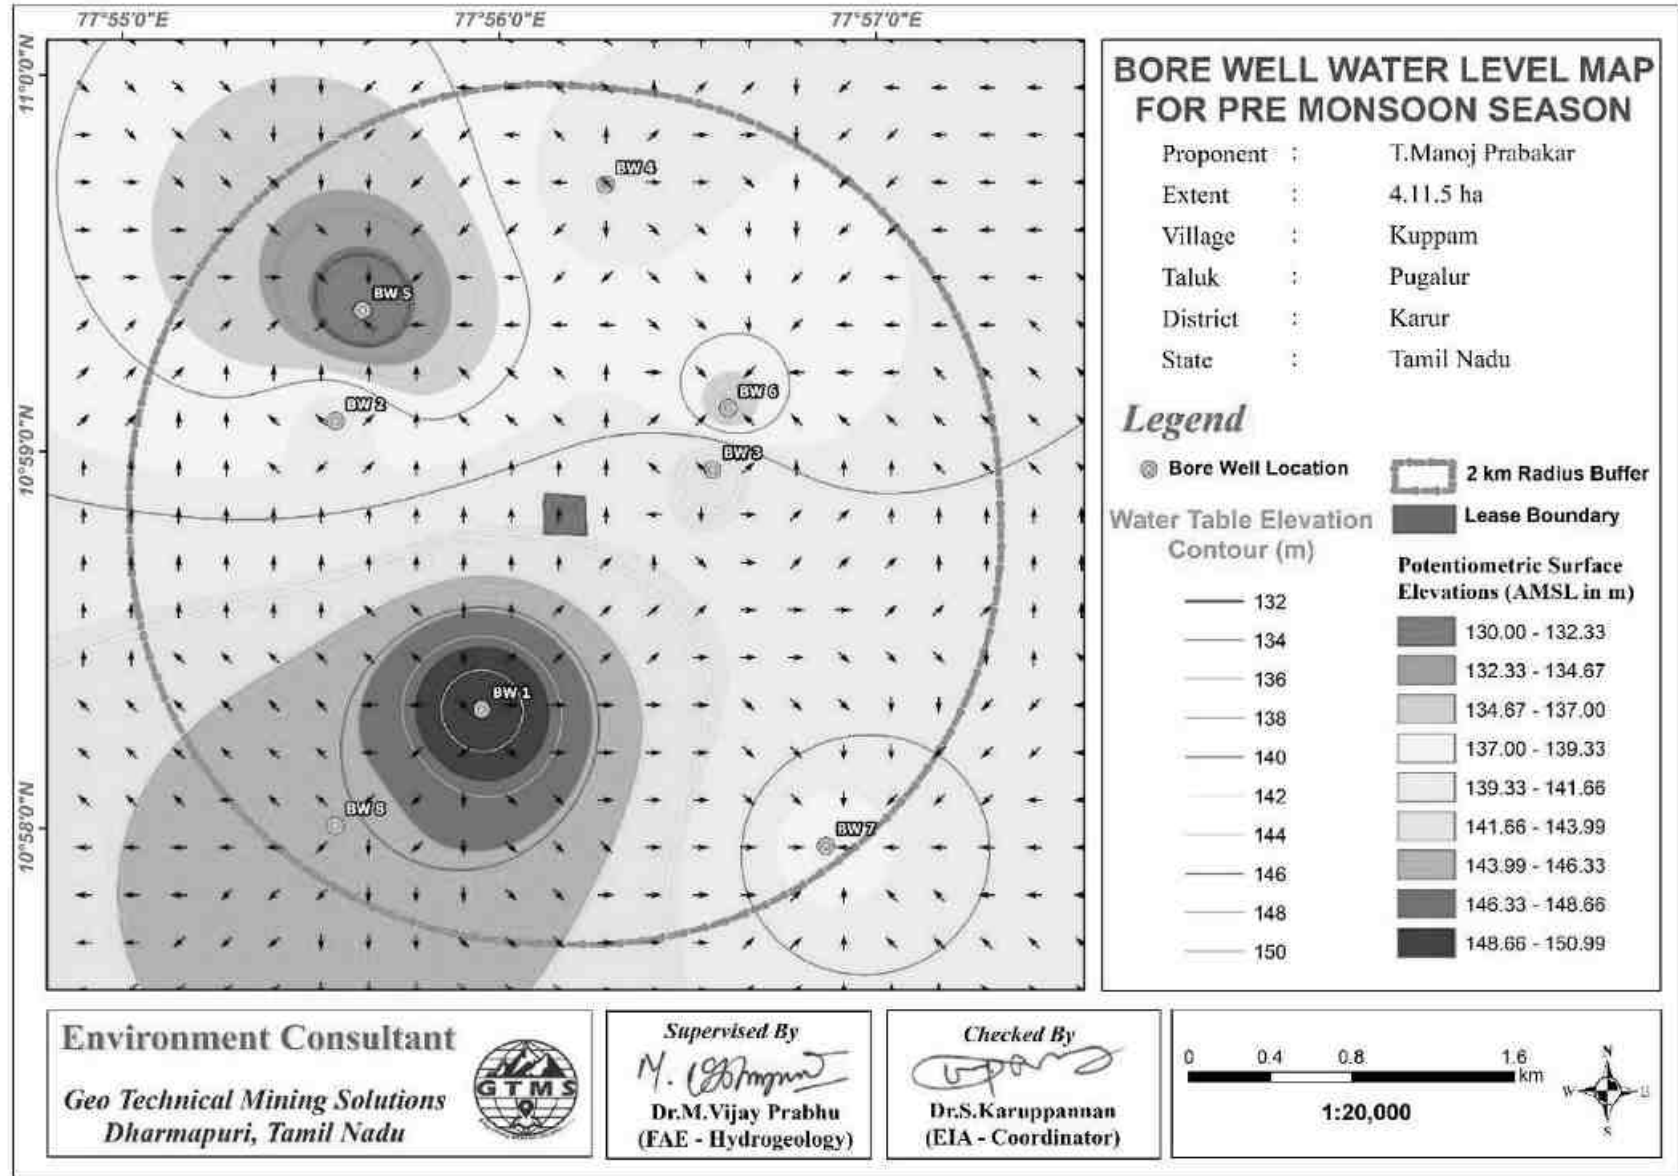 77°55'0"E
77°56'0"E
77°57'0"E
11°0'0"N
10°59'0"N
10°58'0"N
BW 4
BW 5
BW 6
BW 2
BW 3
BW 1
BW 8
BW 7
BORE WELL WATER LEVEL MAP
FOR PRE MONSOON SEASON
Proponent : T.Manoj Prabakar
Extent : 4.11.5 ha
Village : Kuppam
Taluk : Pugalur
District : Karur
State : Tamil Nadu
Legend
Bore Well Location
2 km Radius Buffer
Lease Boundary
Water Table Elevation
Contour (m)
132
134
136
138
140
142
144
146
148
150
Potentiometric Surface
Elevations (AMSL in m)
130.00 - 132.33
132.33 - 134.67
134.67 - 137.00
137.00 - 139.33
139.33 - 141.66
141.66 - 143.99
143.99 - 146.33
146.33 - 148.66
148.66 - 150.99
Environment Consultant
Geo Technical Mining Solutions
Dharmapuri, Tamil Nadu
GTMS
Supervised By
Dr.M.Vijay Prabhu
(FAE - Hydrogeology)
Checked By
Dr.S.Karuppannan
(EIA - Coordinator)
0 0.4 0.8 1.6
km
1:20,000
N
W E
S